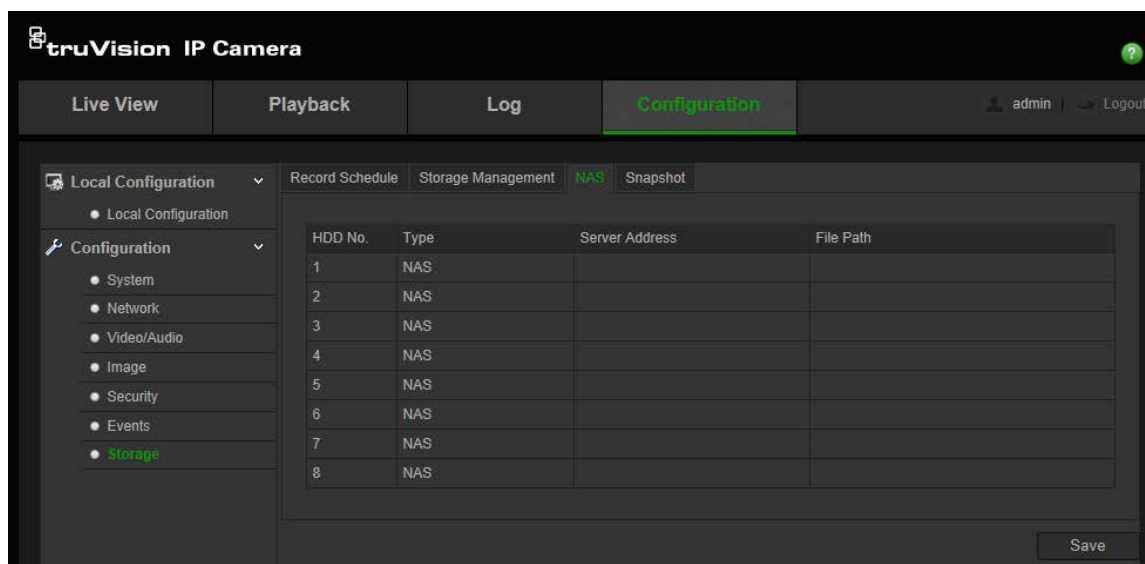 truVision IP Camera
?
Live View Playback Log Configuration admin | Logout
Local Configuration
Local Configuration
Configuration
System
Network
Video/Audio
Image
Security
Events
Storage
Record Schedule Storage Management NAS Snapshot
HDD No. Type Server Address File Path
1 NAS
2 NAS
3 NAS
4 NAS
5 NAS
6 NAS
7 NAS
8 NAS
Save